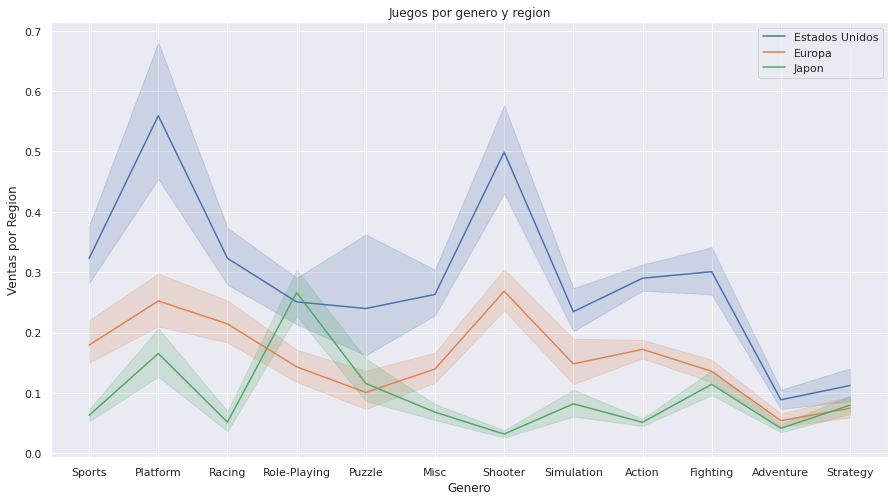 Juegos por genero y region
Estados Unidos
Europa
Japon
Ventas por Region
0.7
0.6
0.5
0.4
0.3
0.2
0.1
0.0
Sports Platform Racing Role-Playing Puzzle Misc Shooter Simulation Action Fighting Adventure Strategy
Genero